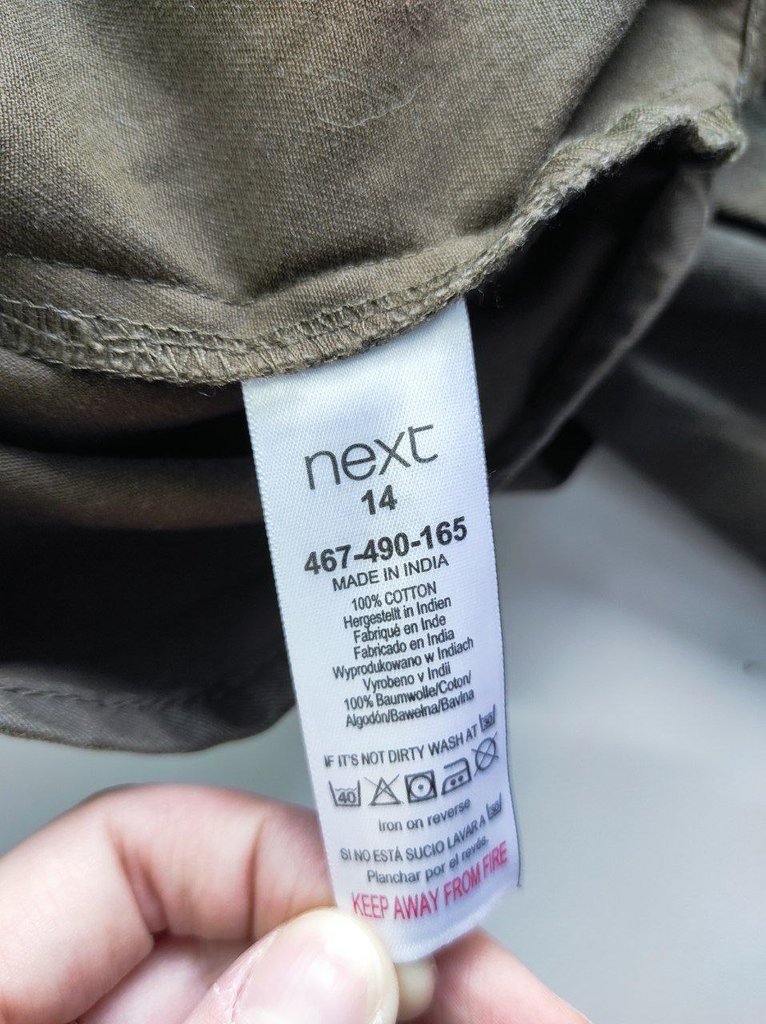 next
14
467-490-165
MADE IN INDIA
100% COTTON
Hergestellt in Indien
Fabriqué en Inde
Fabricado en India
Wyprodukowano w Indiach
Vyrobeno v Indii
100% Baumwolle/Coton/
Algodón/Bawełna/Bavlna
IF IT'S NOT DIRTY WASH AT 30
40
Iron on reverse
SI NO ESTÁ SUCIO LAVAR A 30
Planchar por el revés.
KEEP AWAY FROM FIRE